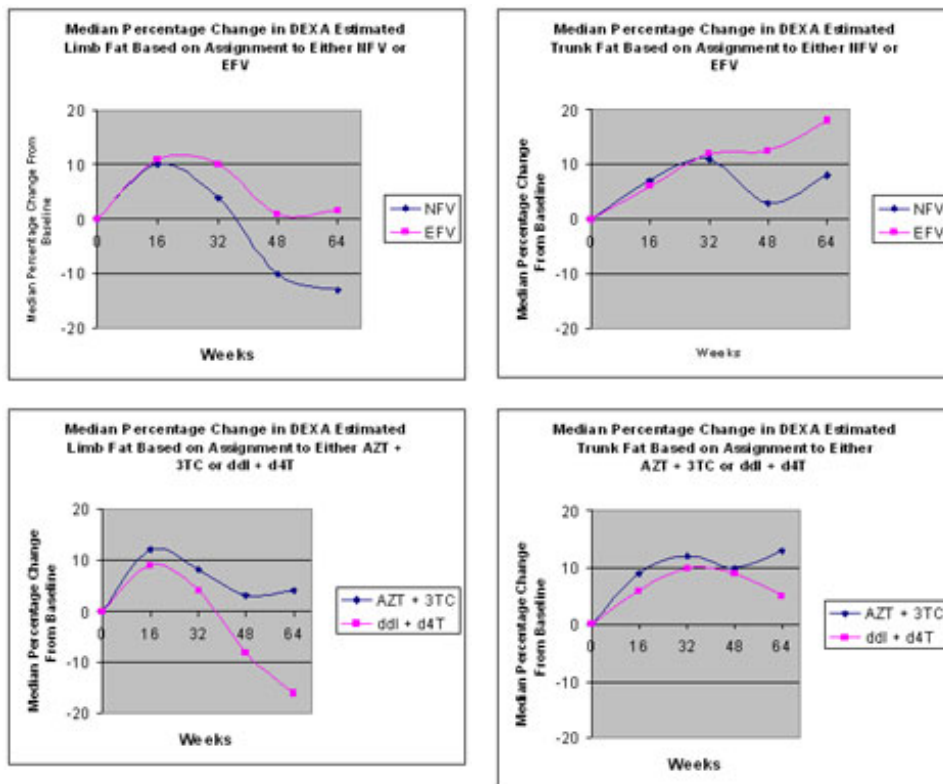 Median Percentage Change in DEXA Estimated
Limb Fat Based on Assignment to Either NFV or
EFV
Median Percentage Change From
Baseline
20
10
0
-10
-20
0 16 32 48 64
Weeks
NFV
EFV
Median Percentage Change in DEXA Estimated
Trunk Fat Based on Assignment to Either NFV or
EFV
Median Percentage Change
From Baseline
20
10
0
-10
-20
0 16 32 48 64
Weeks
NFV
EFV
Median Percentage Change in DEXA Estimated
Limb Fat Based on Assignment to Either AZT +
3TC or ddI + d4T
Median Percentage Change
From Baseline
20
10
0
-10
-20
0 16 32 48 64
Weeks
AZT + 3TC
ddI + d4T
Median Percentage Change in DEXA Estimated
Trunk Fat Based on Assignment to Either
AZT + 3TC or ddI + d4T
Median Percentage Change
From Baseline
20
10
0
-10
-20
0 16 32 48 64
Weeks
AZT + 3TC
ddI + d4T